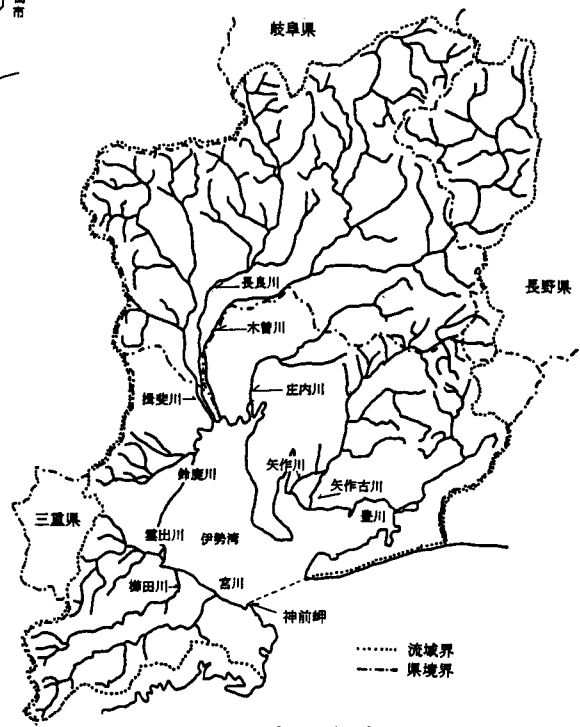 市
岐阜県
長野県
長良川
木曽川
揖斐川
庄内川
鈴鹿川
矢作川
矢作古川
豊川
三重県
雲出川
伊勢湾
櫛田川
宮川
神前岬
流域界
県境界